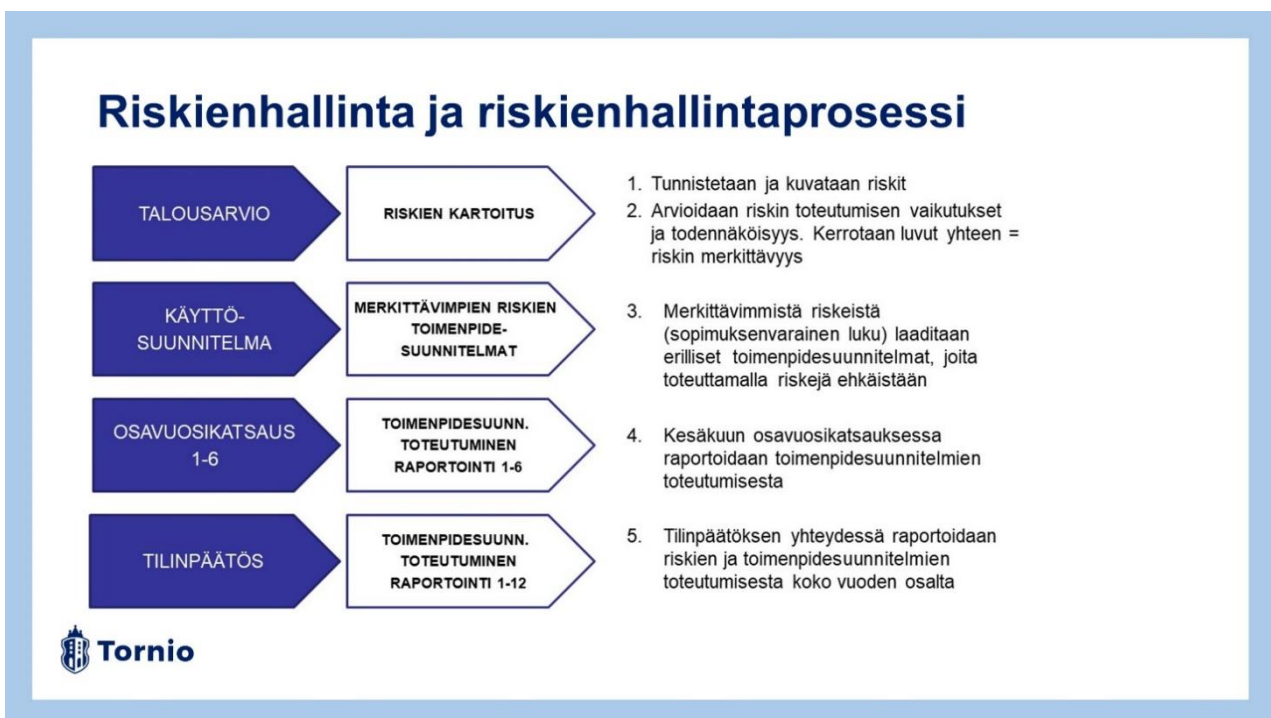 Riskienhallinta ja riskienhallintaprosessi
TALOUSARVIO
RISKIEN KARTOITUS
1. Tunnistetaan ja kuvataan riskit
2. Arvioidaan riskin toteutumisen vaikutukset
ja todennäköisyys. Kerrotaan luvut yhteen =
riskin merkittävyys
KÄYTTÖ-
SUUNNITELMA
MERKITTÄVIMPIEN RISKIEN
TOIMENPIDE-
SUUNNITELMAT
3. Merkittävimmistä riskeistä
(sopimuksenvarainen luku) laaditaan
erilliset toimenpidesuunnitelmat, joita
toteuttamalla riskejä ehkäistään
OSAVUOSIKATSAUS
1-6
TOIMENPIDESUUNN.
TOTEUTUMINEN
RAPORTOINTI 1-6
4. Kesäkuun osavuosikatsauksessa
raportoidaan toimenpidesuunnitelmien
toteutumisesta
TILINPÄÄTÖS
TOIMENPIDESUUNN.
TOTEUTUMINEN
RAPORTOINTI 1-12
5. Tilinpäätöksen yhteydessä raportoidaan
riskien ja toimenpidesuunnitelmien
toteutumisesta koko vuoden osalta
Tornio